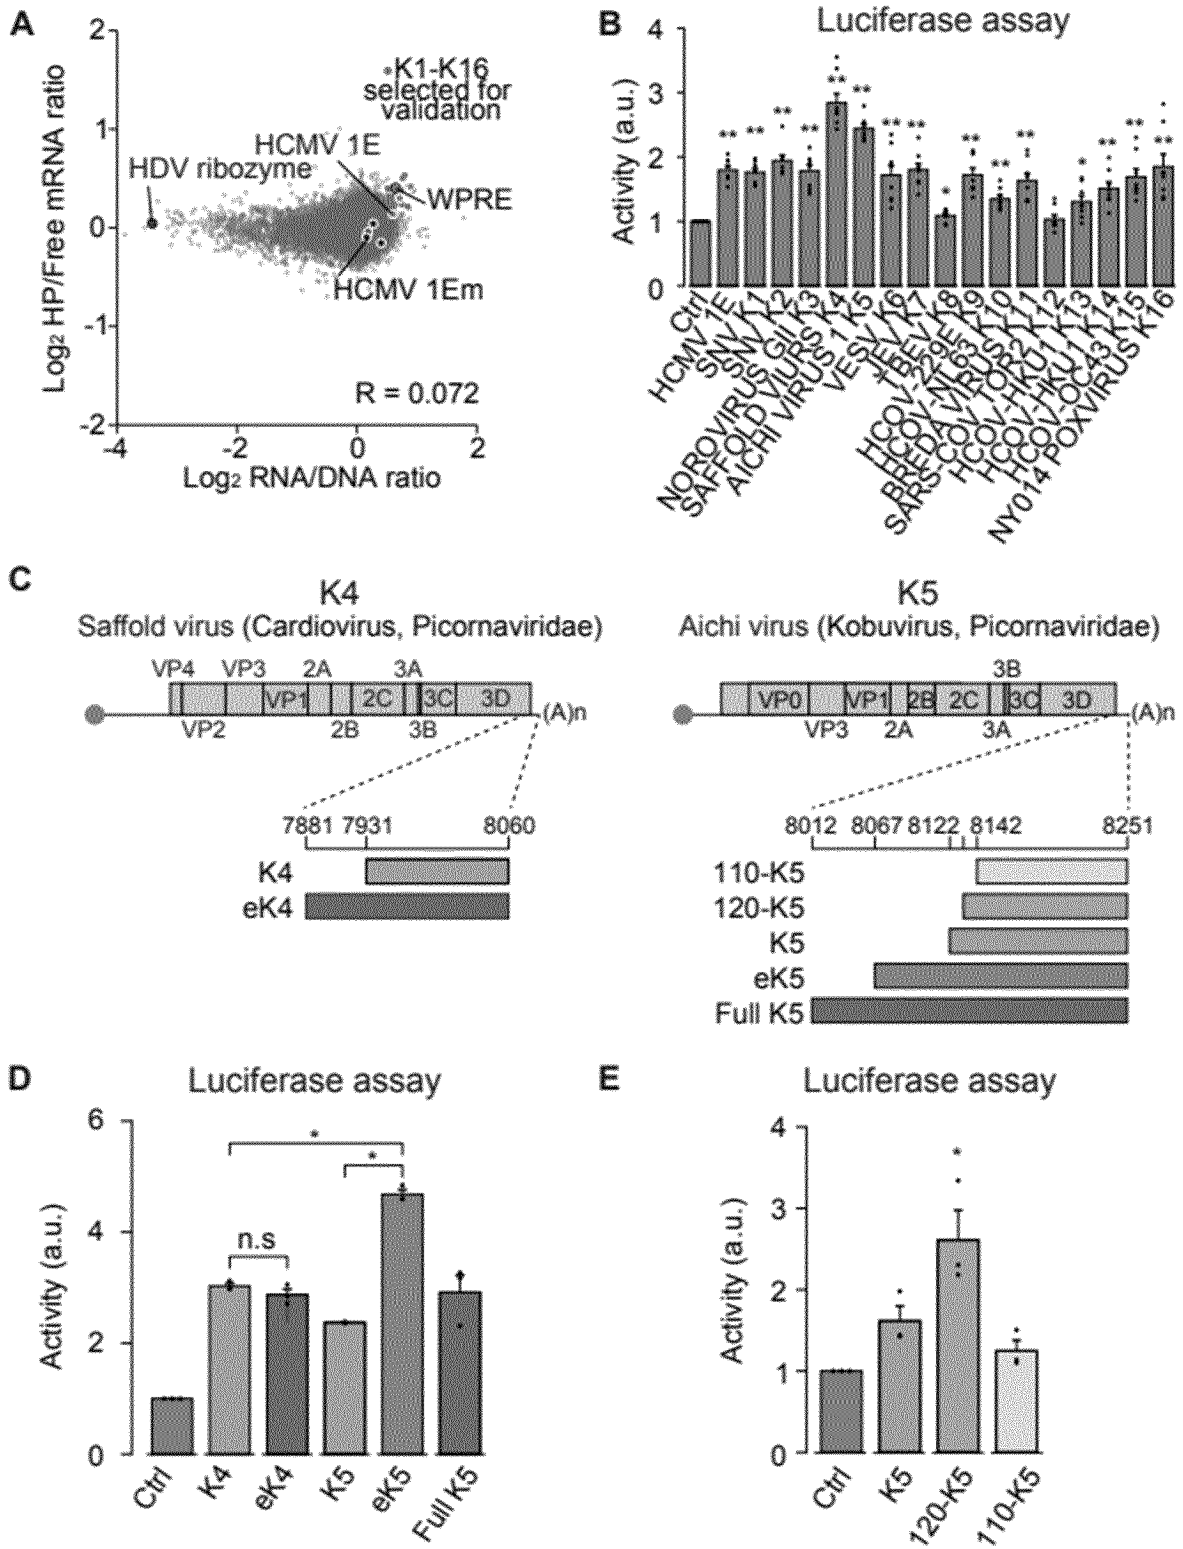 A
Log2 HP/Free mRNA ratio
2
1
0
-1
-2
-4
-2
0
2
Log2 RNA/DNA ratio
K1-K16
selected for
validation
HCMV 1E
HDV ribozyme
WPRE
HCMV 1Em
R = 0.072
B
Luciferase assay
Activity (a.u.)
4
3
2
1
0
**
**
**
**
**
**
**
**
*
**
**
**
*
**
**
**
Ctrl
HCMV 1E
SNV K1
SNV K2
NOROVIRUS GII K3
SAFFOLD VIURS K4
AICHI VIRUS 1 K5
VESV K6
JEV K7
TBEV K8
HCOV-229E K9
HCOV-NL63 K10
BREDA VIRUS K11
SARS-COV TOR2 K12
HCOV-HKU1 K13
HCOV-HKU1 K14
HCOV-OC43 K15
NY014 POXVIRUS K16
C
K4
Saffold virus (Cardiovirus, Picornaviridae)
VP4 VP3 2A 3A
VP1 2C 3C 3D
(A)n
VP2 2B 3B
7881 7931 8060
K4
eK4
K5
Aichi virus (Kobuvirus, Picornaviridae)
3B
VP0 VP1 2B 2C 3C 3D
(A)n
VP3 2A 3A
8012 8067 8122 8142 8251
110-K5
120-K5
K5
eK5
Full K5
D
Luciferase assay
Activity (a.u.)
6
4
2
0
*
*
n.s
Ctrl
K4
eK4
K5
eK5
Full K5
E
Luciferase assay
Activity (a.u.)
4
3
2
1
0
*
Ctrl
K5
120-K5
110-K5